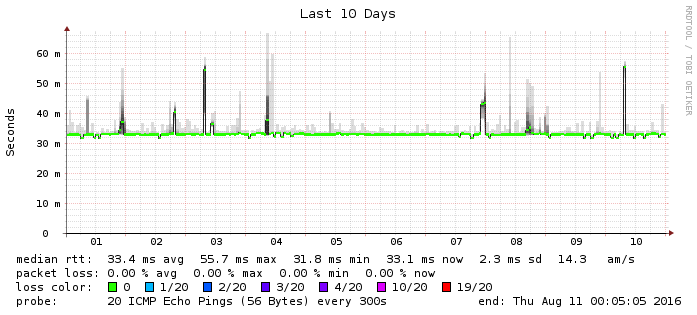 Last 10 Days
RRDTOOL / TOBI OETIKER
Seconds
60 m
50 m
40 m
30 m
20 m
10 m
0
01 02 03 04 05 06 07 08 09 10
median rtt: 33.4 ms avg 55.7 ms max 31.8 ms min 33.1 ms now 2.3 ms sd 14.3 am/s
packet loss: 0.00 % avg 0.00 % max 0.00 % min 0.00 % now
loss color: 0 1/20 2/20 3/20 4/20 10/20 19/20
probe: 20 ICMP Echo Pings (56 Bytes) every 300s end: Thu Aug 11 00:05:05 2016